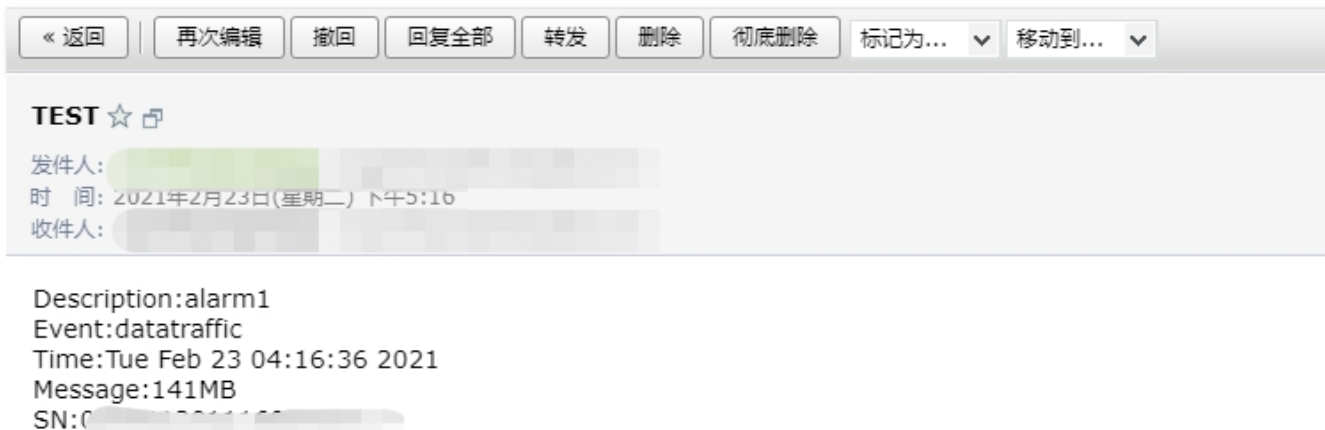 « 返回 再次编辑 撤回 回复全部 转发 删除 彻底删除 标记为... 移动到...
TEST
发件人:
时 间: 2021年2月23日(星期二) 下午5:16
收件人:
Description:alarm1
Event:datatraffic
Time:Tue Feb 23 04:16:36 2021
Message:141MB
SN: